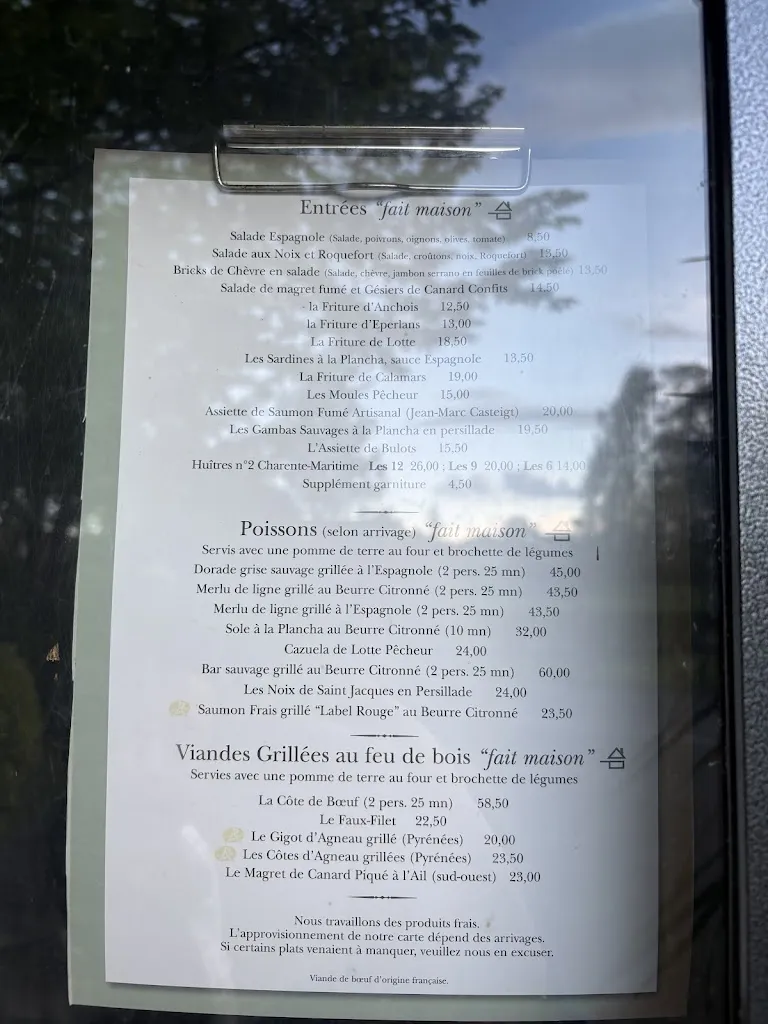 Entrées “fait maison”
Salade Espagnole (Salade, poivrons, oignons, olives, tomate) 8,50
Salade aux Noix et Roquefort (Salade, croûtons, noix, Roquefort) 13,50
Bricks de Chèvre en salade (Salade, chèvre, jambon serrano en feuilles de brick poêlé) 13,50
Salade de magret fumé et Gésiers de Canard Confits 14,50
la Friture d’Anchois 12,50
la Friture d’Eperlans 13,00
La Friture de Lotte 18,50
Les Sardines à la Plancha, sauce Espagnole 13,50
La Friture de Calamars 19,00
Les Moules Pêcheur 15,00
Assiette de Saumon Fumé Artisanal (Jean-Marc Casteigt) 20,00
Les Gambas Sauvages à la Plancha en persillade 19,50
L’Assiette de Bulots 15,50
Huîtres n°2 Charente-Maritime Les 12 26,00 ; Les 9 20,00 ; Les 6 14,00
Supplément garniture 4,50
Poissons (selon arrivage) “fait maison”
Servis avec une pomme de terre au four et brochette de légumes
Dorade grise sauvage grillée à l’Espagnole (2 pers. 25 mn) 45,00
Merlu de ligne grillé au Beurre Citronné (2 pers. 25 mn) 43,50
Merlu de ligne grillé à l’Espagnole (2 pers. 25 mn) 43,50
Sole à la Plancha au Beurre Citronné (10 mn) 32,00
Cazuela de Lotte Pêcheur 24,00
Bar sauvage grillé au Beurre Citronné (2 pers. 25 mn) 60,00
Les Noix de Saint Jacques en Persillade 24,00
Saumon Frais grillé “Label Rouge” au Beurre Citronné 23,50
Viandes Grillées au feu de bois “fait maison”
Servies avec une pomme de terre au four et brochette de légumes
La Côte de Bœuf (2 pers. 25 mn) 58,50
Le Faux-Filet 22,50
Le Gigot d’Agneau grillé (Pyrénées) 20,00
Les Côtes d’Agneau grillées (Pyrénées) 23,50
Le Magret de Canard Piqué à l’Ail (sud-ouest) 23,00
Nous travaillons des produits frais.
L’approvisionnement de notre carte dépend des arrivages.
Si certains plats venaient à manquer, veuillez nous en excuser.
Viande de bœuf d’origine française.